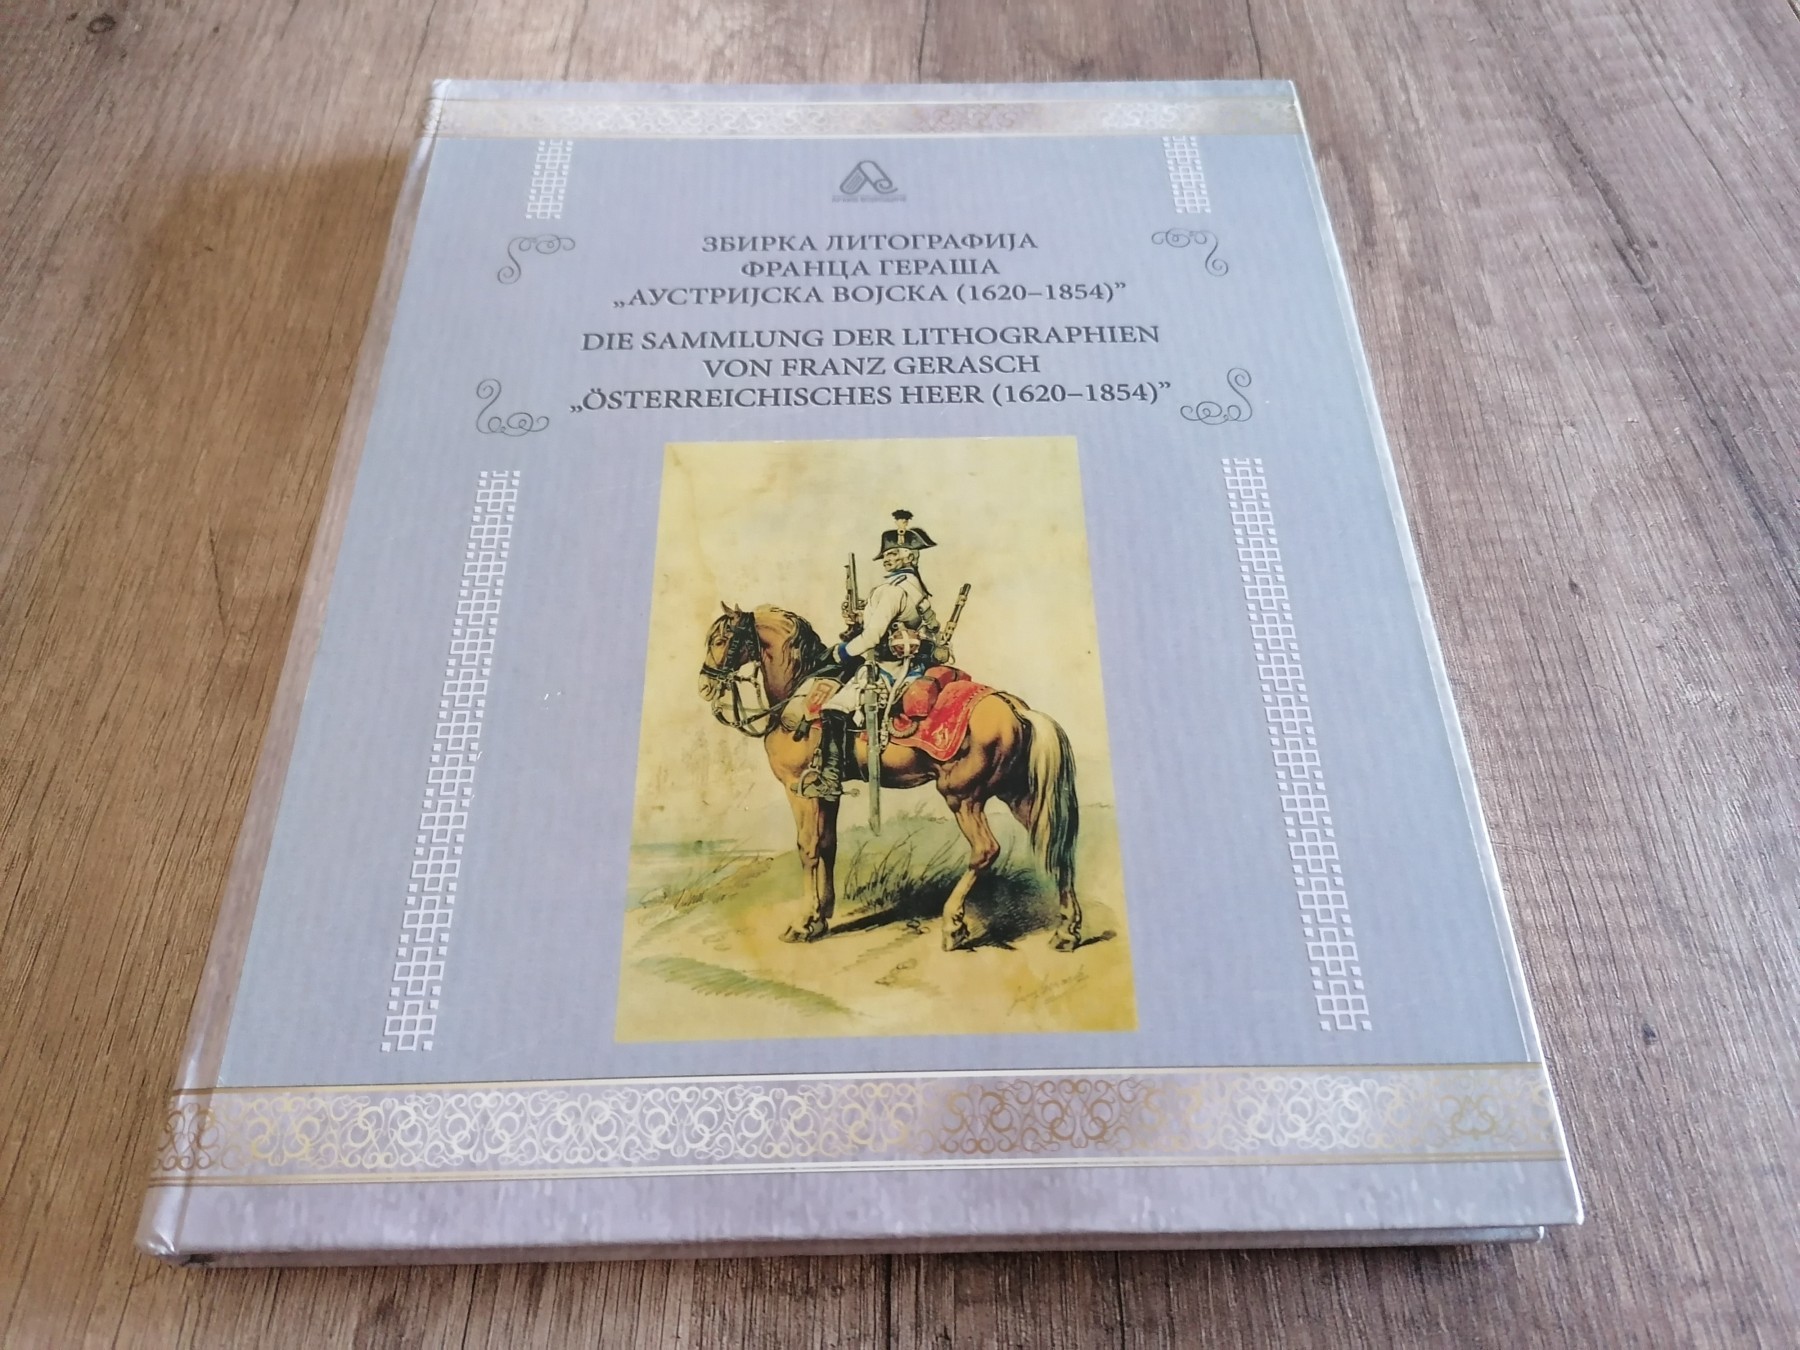 ЗБИРКА ЛИТОГРАФИЈА
ФРАНЦА ГЕРАША
„АУСТРИЈСКА ВОЈСКА (1620–1854)”
DIE SAMMLUNG DER LITHOGRAPHIEN
VON FRANZ GERASCH
„ÖSTERREICHISCHES HEER (1620–1854)”